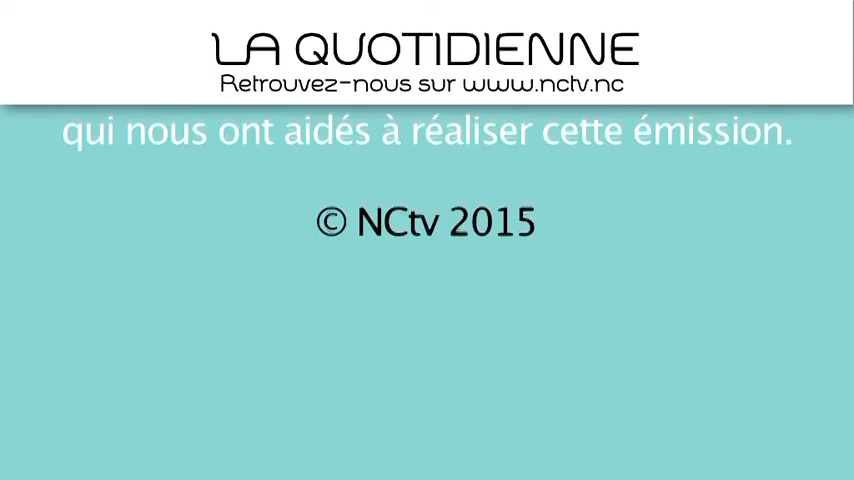 LA QUOTIDIENNE
Retrouvez-nous sur www.nctv.nc
qui nous ont aidés à réaliser cette émission.
© NCtv 2015